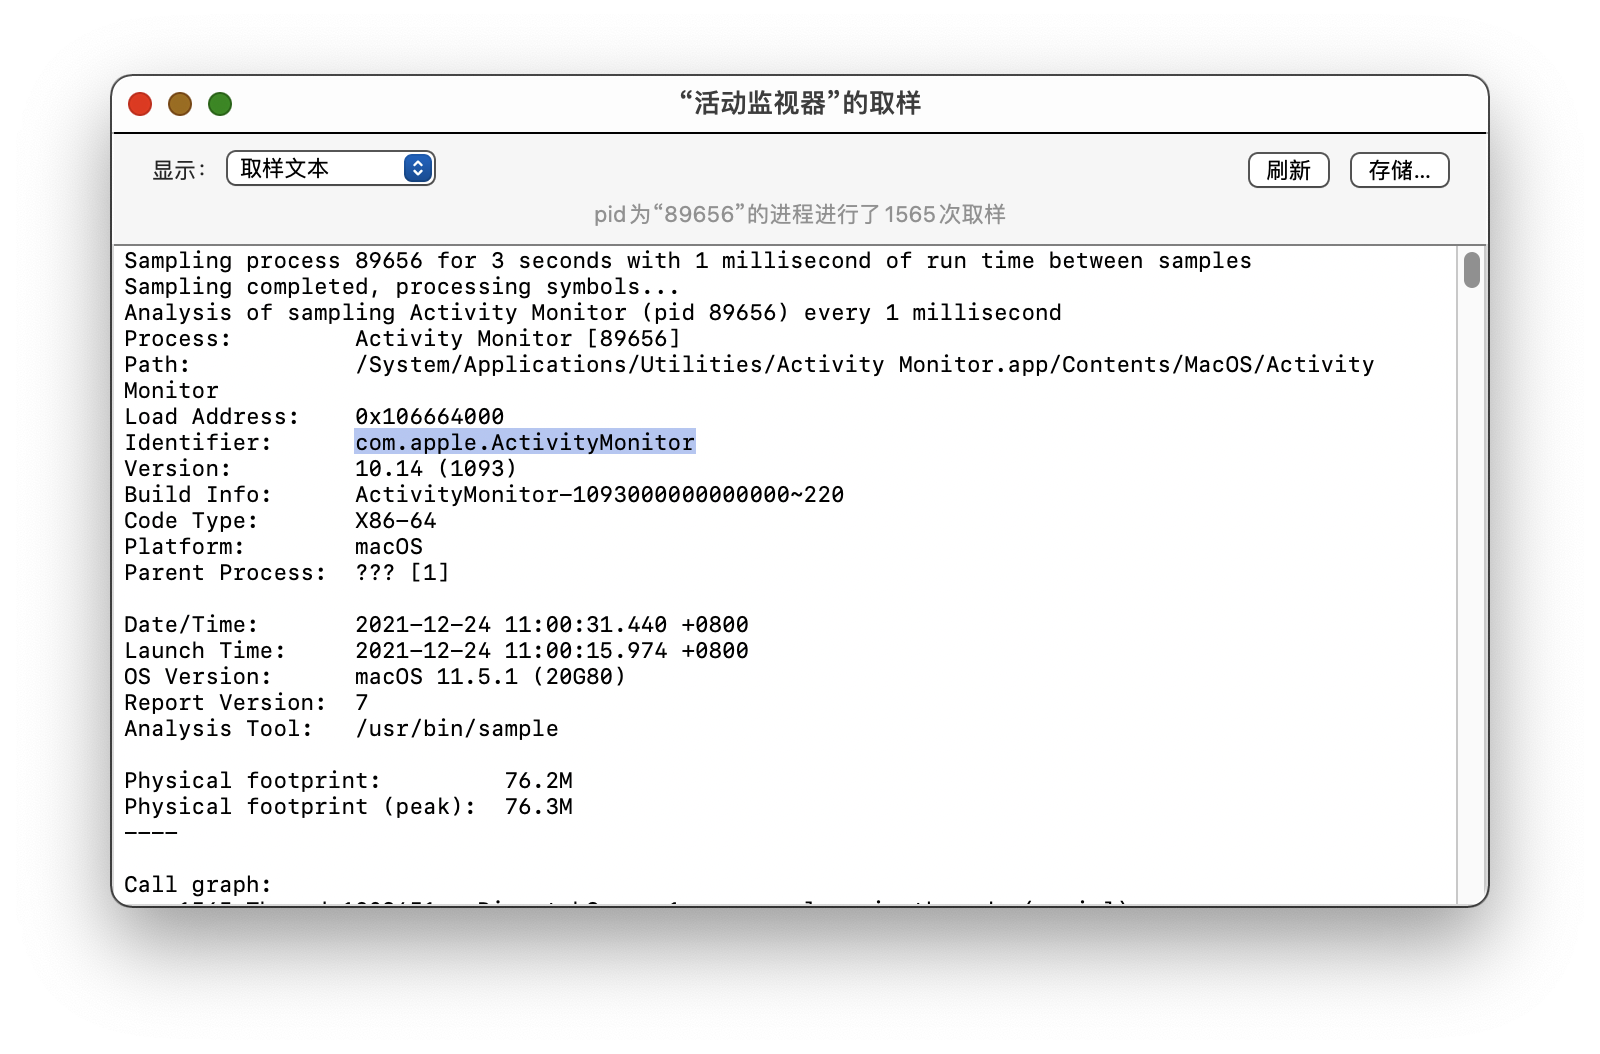 “活动监视器”的取样
显示： 取样文本 刷新 存储...
pid为“89656”的进程进行了1565次取样
Sampling process 89656 for 3 seconds with 1 millisecond of run time between samples
Sampling completed, processing symbols...
Analysis of sampling Activity Monitor (pid 89656) every 1 millisecond
Process:         Activity Monitor [89656]
Path:            /System/Applications/Utilities/Activity Monitor.app/Contents/MacOS/Activity
Monitor
Load Address:    0x106664000
Identifier:      com.apple.ActivityMonitor
Version:         10.14 (1093)
Build Info:      ActivityMonitor-1093000000000000~220
Code Type:       X86-64
Platform:        macOS
Parent Process:  ??? [1]
Date/Time:       2021-12-24 11:00:31.440 +0800
Launch Time:     2021-12-24 11:00:15.974 +0800
OS Version:      macOS 11.5.1 (20G80)
Report Version:  7
Analysis Tool:   /usr/bin/sample
Physical footprint:         76.2M
Physical footprint (peak):  76.3M
----
Call graph: